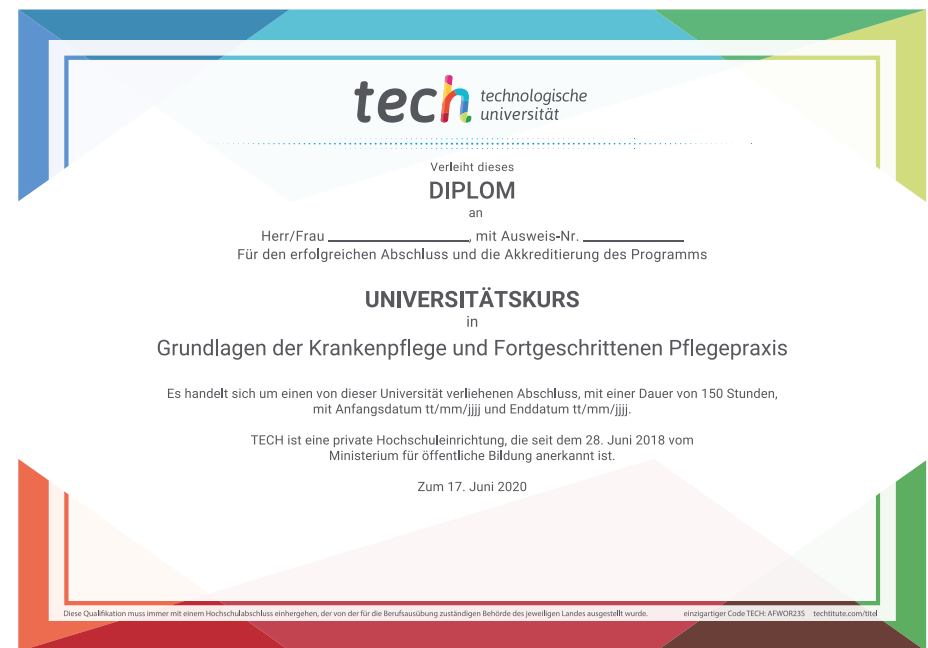 tech technologische
universität
Verleiht dieses
DIPLOM
an
Herr/Frau ____________________, mit Ausweis-Nr. ______________
Für den erfolgreichen Abschluss und die Akkreditierung des Programms
UNIVERSITÄTSKURS
in
Grundlagen der Krankenpflege und Fortgeschrittenen Pflegepraxis
Es handelt sich um einen von dieser Universität verliehenen Abschluss, mit einer Dauer von 150 Stunden,
mit Anfangsdatum tt/mm/jjjj und Enddatum tt/mm/jjjj.
TECH ist eine private Hochschuleinrichtung, die seit dem 28. Juni 2018 vom
Ministerium für öffentliche Bildung anerkannt ist.
Zum 17. Juni 2020
Diese Qualifikation muss immer mit einem Hochschulabschluss einhergehen, der von der für die Berufsausübung zuständigen Behörde des jeweiligen Landes ausgestellt wurde. einzigartiger Code TECH: AFWOR23S techtitute.com/titel